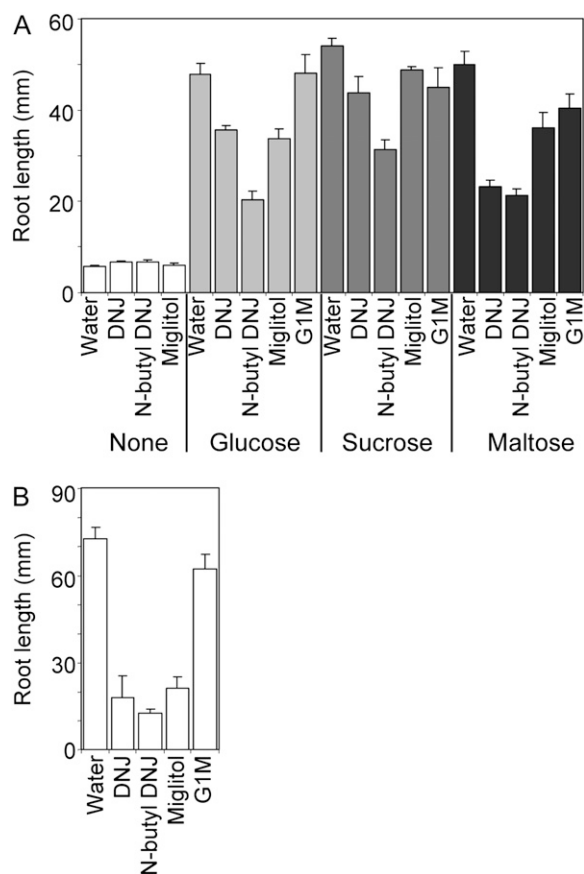 A
Root length (mm)
60
40
20
0
Water
DNJ
N-butyl DNJ
Miglitol
Water
DNJ
N-butyl DNJ
Miglitol
G1M
Water
DNJ
N-butyl DNJ
Miglitol
G1M
Water
DNJ
N-butyl DNJ
Miglitol
G1M
None
Glucose
Sucrose
Maltose
B
Root length (mm)
90
60
30
0
Water
DNJ
N-butyl DNJ
Miglitol
G1M